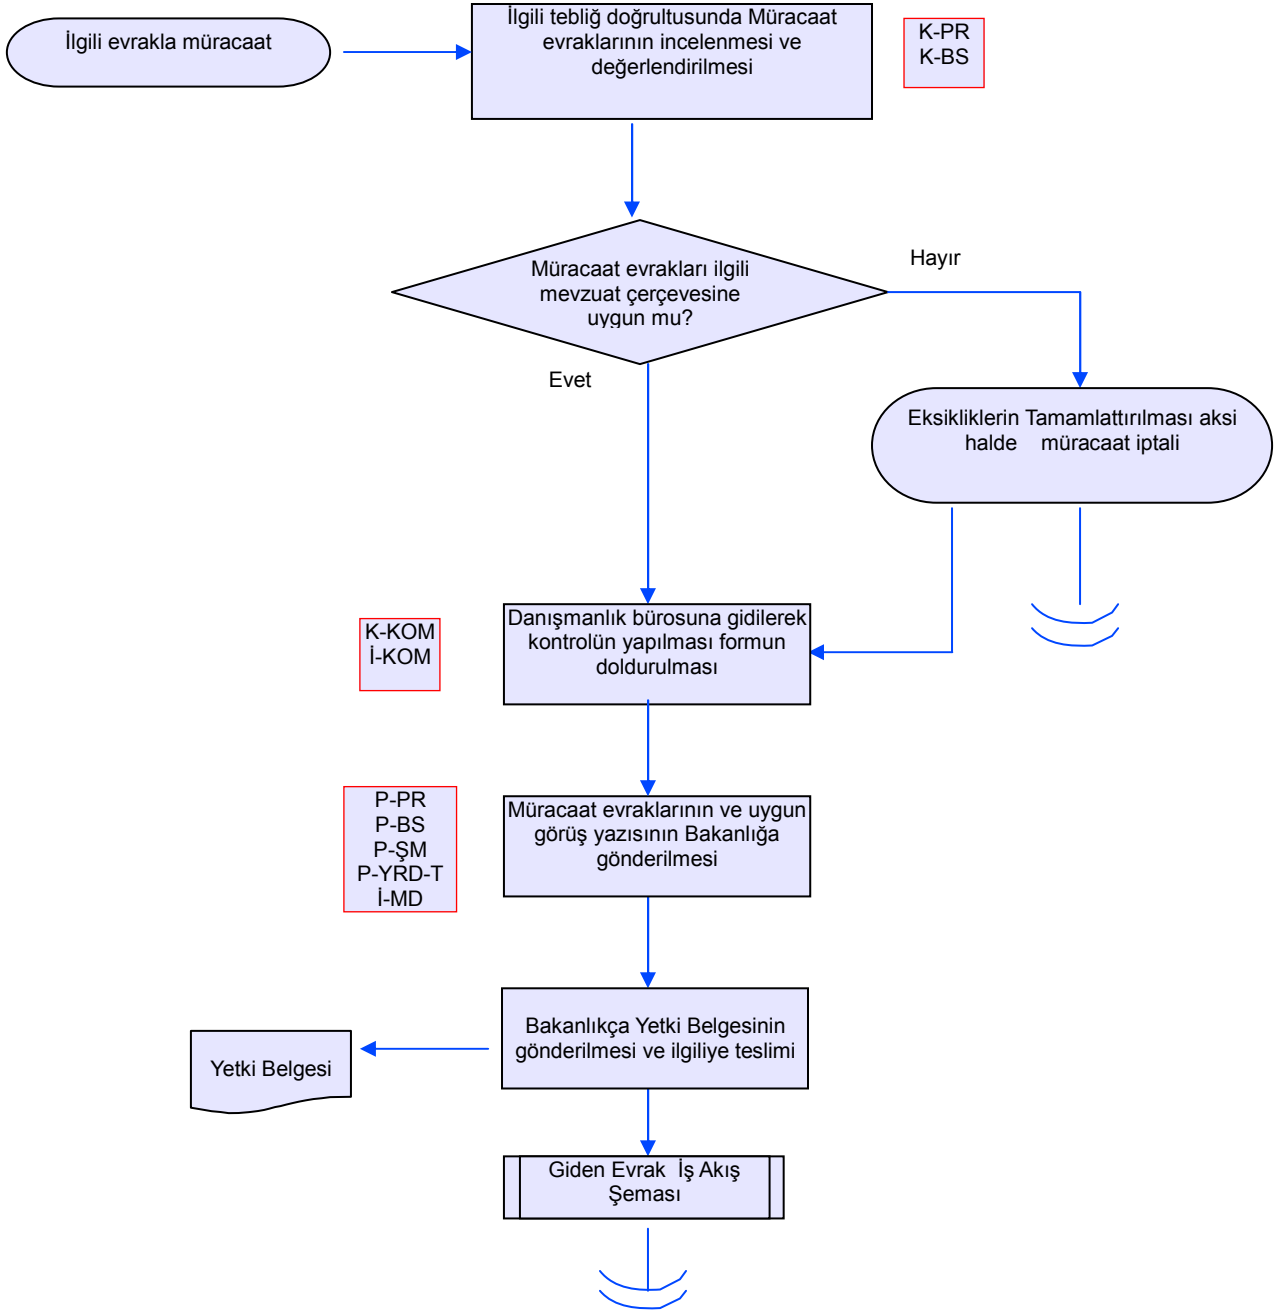 İlgili evrakla müracaat
İlgili tebliğ doğrultusunda Müracaat
evraklarının incelenmesi ve
değerlendirilmesi
K-PR
K-BS
Müracaat evrakları ilgili
mevzuat çerçevesine
uygun mu?
Hayır
Evet
Eksikliklerin Tamamlattırılması aksi
halde müracaat iptali
K-KOM
İ-KOM
Danışmanlık bürosuna gidilerek
kontrolün yapılması formun
doldurulması
P-PR
P-BS
P-ŞM
P-YRD-T
İ-MD
Müracaat evraklarının ve uygun
görüş yazısının Bakanlığa
gönderilmesi
Bakanlıkça Yetki Belgesinin
gönderilmesi ve ilgiliye teslimi
Yetki Belgesi
Giden Evrak İş Akış
Şeması